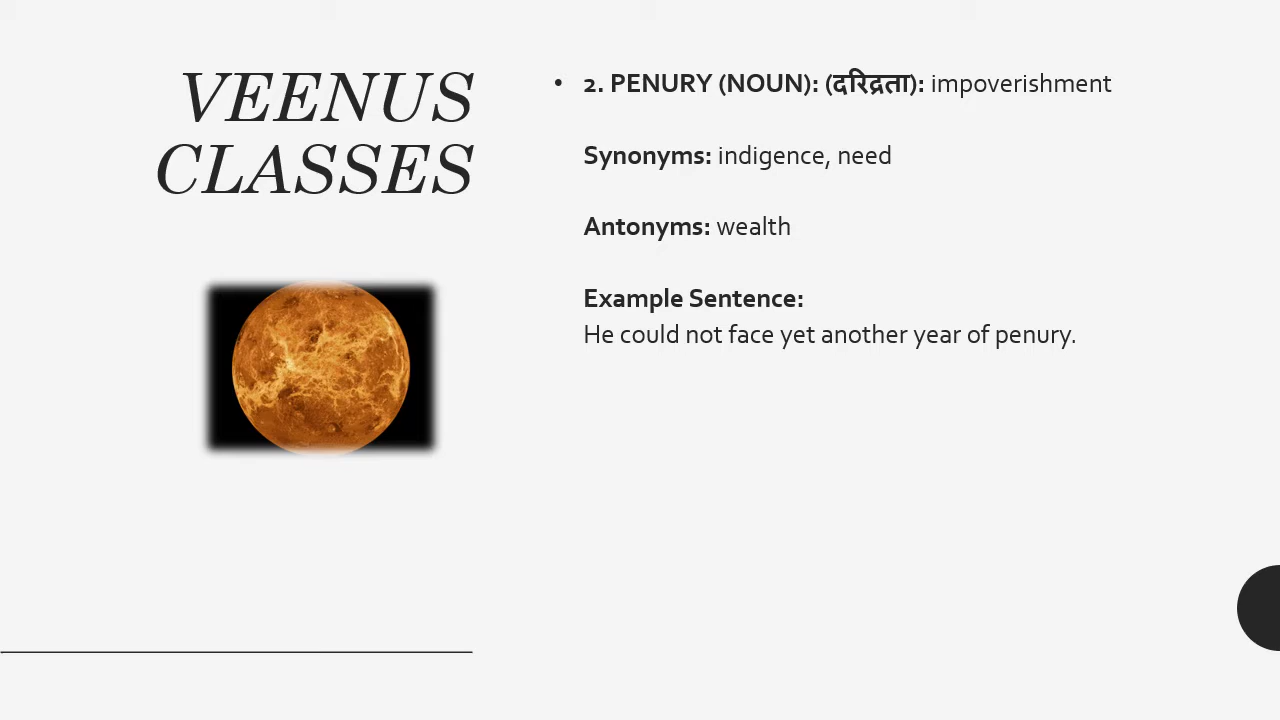 VEENUS
CLASSES
• 2. PENURY (NOUN): (दरिद्रता): impoverishment
Synonyms: indigence, need
Antonyms: wealth
Example Sentence:
He could not face yet another year of penury.